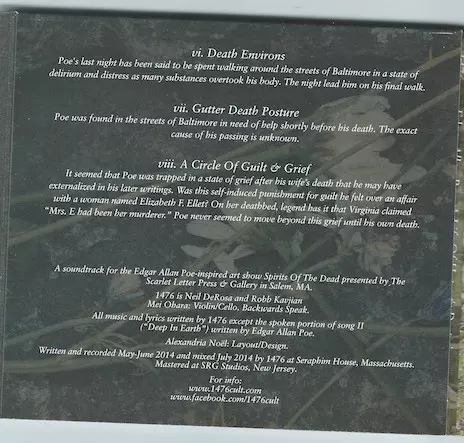 vi. Death Environs
Poe's last night has been said to be spent walking around the streets of Baltimore in a state of
delirium and distress as many substances overtook his body. The night lead him on his final walk.
vii. Gutter Death Posture
Poe was found in the streets of Baltimore in need of help shortly before his death. The exact
cause of his passing is unknown.
viii. A Circle Of Guilt & Grief
It seemed that Poe was trapped in a state of grief after his wife's death that he may have
externalized in his later writings. Was this self-induced punishment for guilt he felt over an affair
with a woman named Elizabeth F. Ellet? On her deathbed, legend has it that Virginia claimed
"Mrs. E had been her murderer." Poe never seemed to move beyond this grief until his own death.
A soundtrack for the Edgar Allan Poe-inspired art show Spirits Of The Dead presented by The
Scarlet Letter Press & Gallery in Salem, MA.
1476 is Neil DeRosa and Robb Kavjian
Mei Ohara: Violin/Cello, Backwards Speak.
All music and lyrics written by 1476 except the spoken portion of song II
("Deep In Earth") written by Edgar Allan Poe.
Alexandria Noël: Layout/Design.
Written and recorded May-June 2014 and mixed July 2014 by 1476 at Seraphim House, Massachusetts.
Mastered at SRG Studios, New Jersey.
For info:
www.1476cult.com
www.facebook.com/1476cult